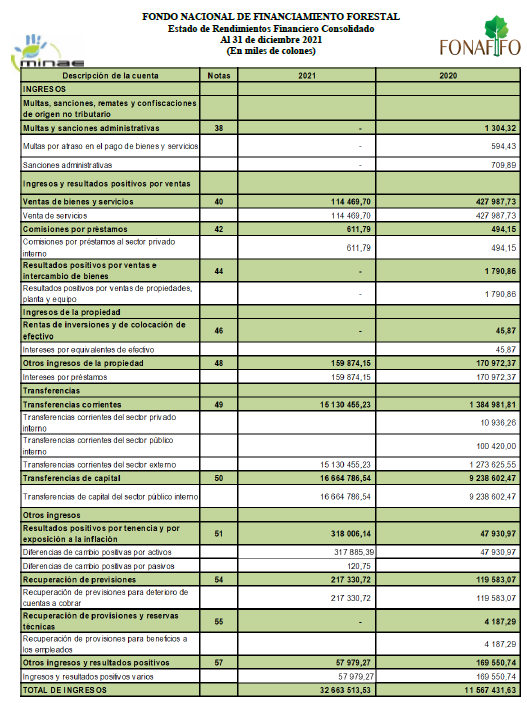 FONDO NACIONAL DE FINANCIAMIENTO FORESTAL
Estado de Rendimientos Financiero Consolidado
Al 31 de diciembre 2021
(En miles de colones)
minae
FONAFIFO
Descripción de la cuenta Notas 2021 2020
INGRESOS
Multas, sanciones, remates y confiscaciones
de origen no tributario
Multas y sanciones administrativas 38 - 1 304,32
Multas por atraso en el pago de bienes y servicios - 594,43
Sanciones administrativas - 709,89
Ingresos y resultados positivos por ventas
Ventas de bienes y servicios 40 114 469,70 427 987,73
Venta de servicios 114 469,70 427 987,73
Comisiones por préstamos 42 611,79 494,15
Comisiones por préstamos al sector privado
interno 611,79 494,15
Resultados positivos por ventas e
intercambio de bienes 44 - 1 790,86
Resultados positivos por ventas de propiedades,
planta y equipo - 1 790,86
Ingresos de la propiedad
Rentas de inversiones y de colocación de
efectivo 46 - 45,87
Intereses por equivalentes de efectivo 45,87
Otros ingresos de la propiedad 48 159 874,15 170 972,37
Intereses por préstamos 159 874,15 170 972,37
Transferencias
Transferencias corrientes 49 15 130 455,23 1 384 981,81
Transferencias corrientes del sector privado
interno 10 936,26
Transferencias corrientes del sector público
interno 100 420,00
Transferencias corrientes del sector externo 15 130 455,23 1 273 625,55
Transferencias de capital 50 16 664 786,54 9 238 602,47
Transferencias de capital del sector público interno 16 664 786,54 9 238 602,47
Otros ingresos
Resultados positivos por tenencia y por
exposición a la inflación 51 318 006,14 47 930,97
Diferencias de cambio positivas por activos 317 885,39 47 930,97
Diferencias de cambio positivas por pasivos 120,75
Recuperación de previsiones 54 217 330,72 119 583,07
Recuperación de previsiones para deterioro de
cuentas a cobrar 217 330,72 119 583,07
Recuperación de provisiones y reservas
técnicas 55 - 4 187,29
Recuperación de provisiones para beneficios a
los empleados 4 187,29
Otros ingresos y resultados positivos 57 57 979,27 169 550,74
Ingresos y resultados positivos varios 57 979,27 169 550,74
TOTAL DE INGRESOS 32 663 513,53 11 567 431,63